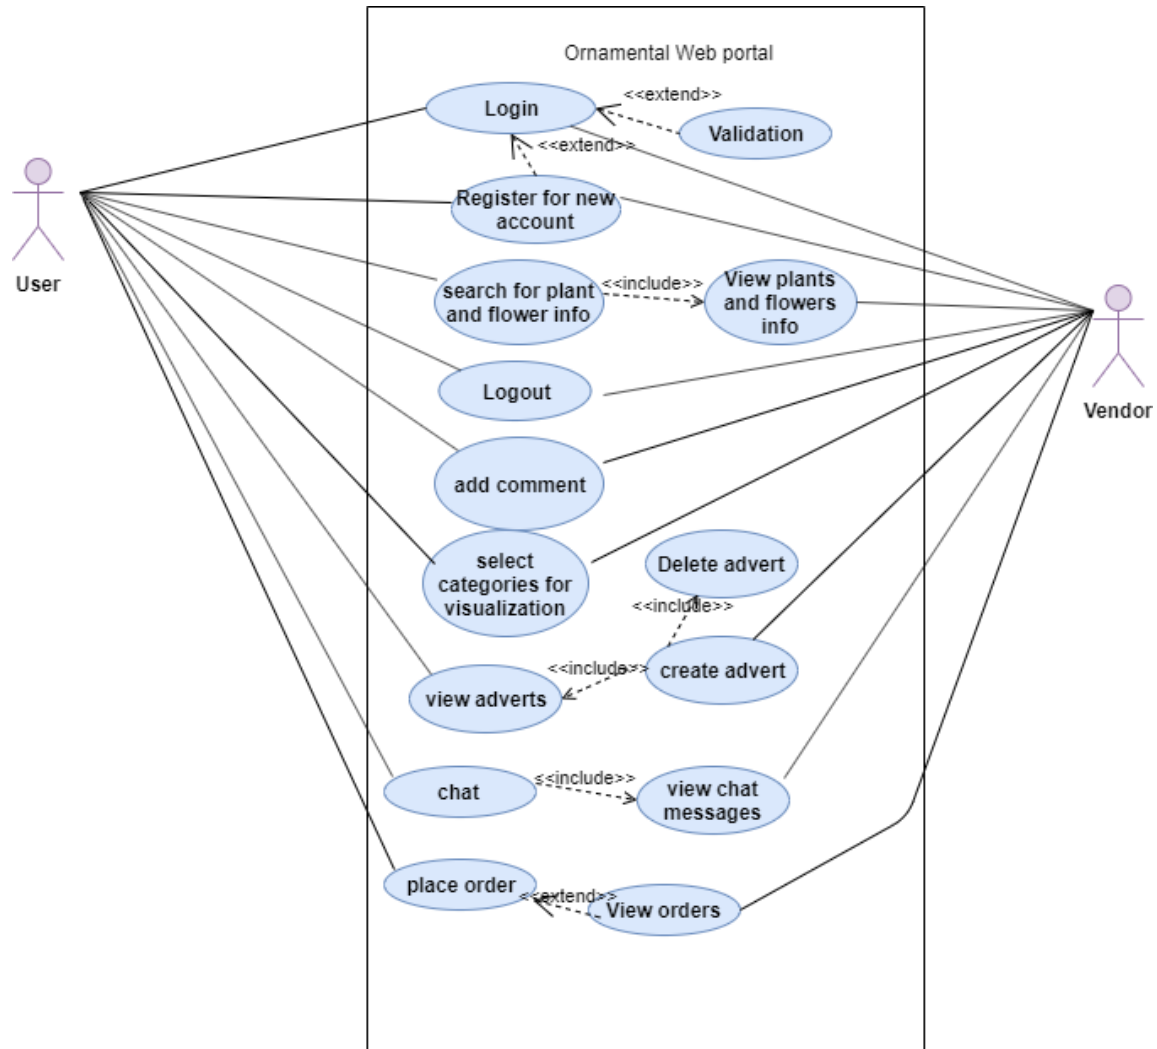 Ornamental Web portal
Login
<<extend>>
Validation
<<extend>>
Register for new
account
User
search for plant
and flower info
<<include>>
View plants
and flowers
info
Logout
Vendor
add comment
select
categories for
visualization
Delete advert
<<include>>
<<include>>
create advert
view adverts
chat
<<include>>
view chat
messages
place order
<<extend>>
View orders